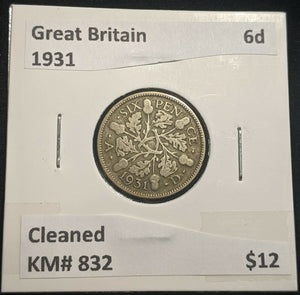 Great Britain 6d
1931
A · SIX PENCE · D
1931
Cleaned
KM# 832 $12